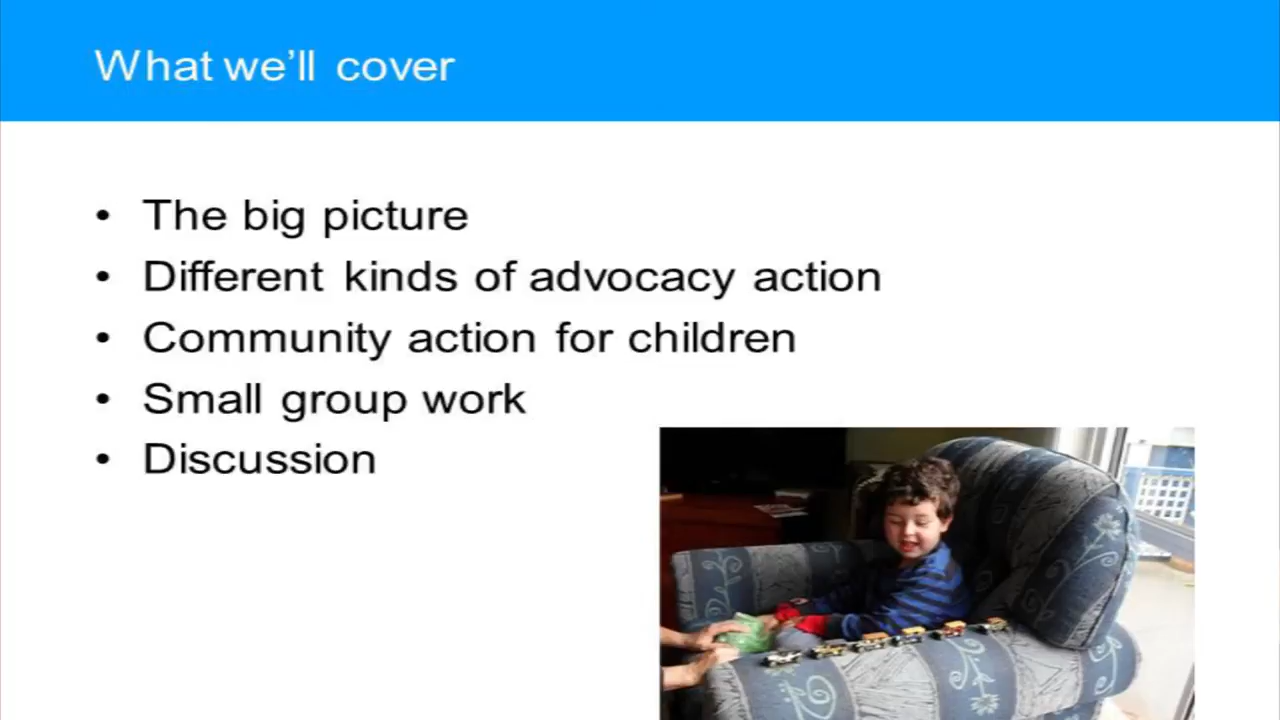 What we'll cover
• The big picture
• Different kinds of advocacy action
• Community action for children
• Small group work
• Discussion